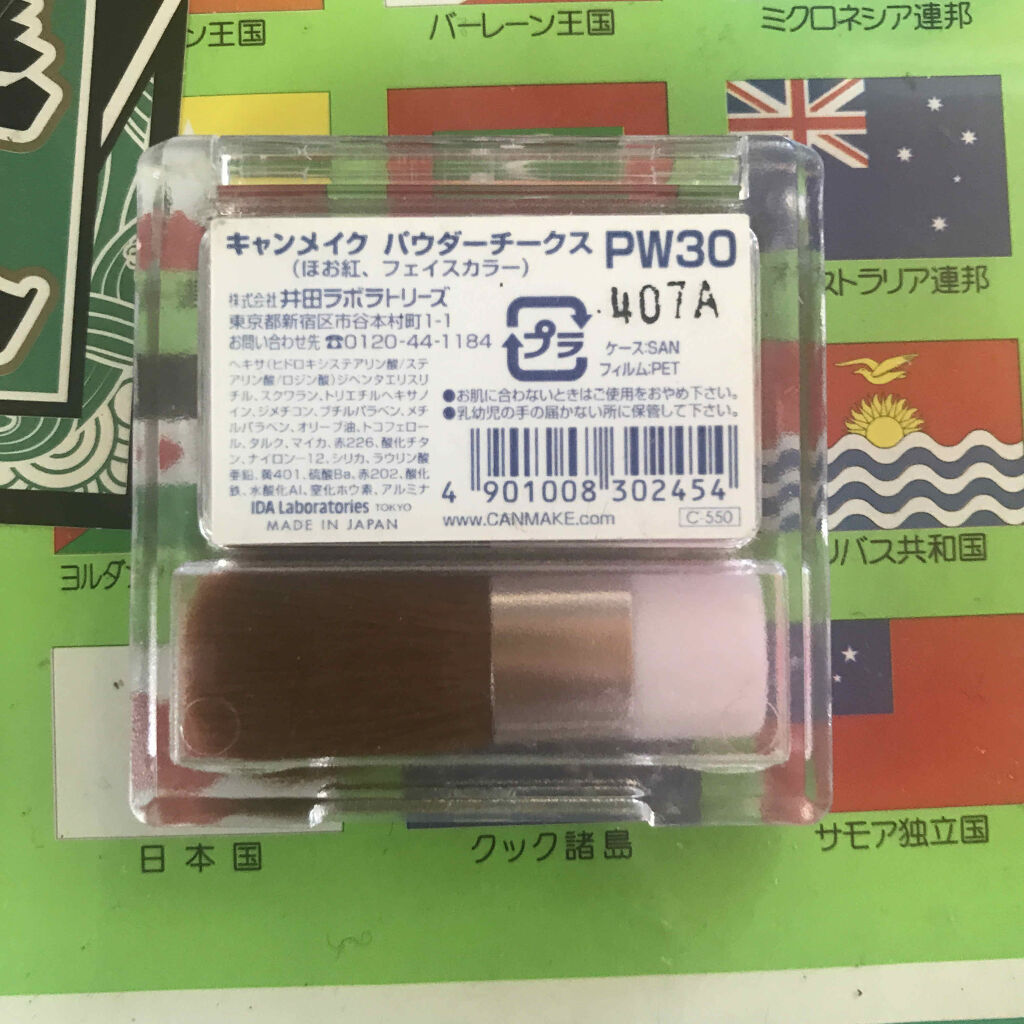 ン王国
バーレーン王国
ミクロネシア連邦
キャンメイク パウダーチークス PW30
(ほお紅、フェイスカラー)
407A
株式会社 井田ラボラトリーズ
東京都新宿区市谷本村町1-1
お問い合わせ先 ☎0120-44-1184
プラ
ケース:SAN
フィルム:PET
ヘキサ(ヒドロキシステアリン酸/ステ
アリン酸/ロジン酸)ジペンタエリスリ
チル、スクワラン、トリエチルヘキサノ
イン、ジメチコン、ブチルパラベン、メチ
ルパラベン、オリーブ油、トコフェロー
ル、タルク、マイカ、赤226、酸化チタ
ン、ナイロン-12、シリカ、ラウリン酸
亜鉛、黄401、硫酸Ba、赤202、酸化
鉄、水酸化Al、窒化ホウ素、アルミナ
●お肌に合わないときはご使用をおやめ下さい。
●乳幼児の手の届かない所に保管して下さい。
4 901008 302454
IDA Laboratories TOKYO
MADE IN JAPAN
www.CANMAKE.com
C-550
ストラリア連邦
ヨルダ
リバス共和国
日本国
クック諸島
サモア独立国